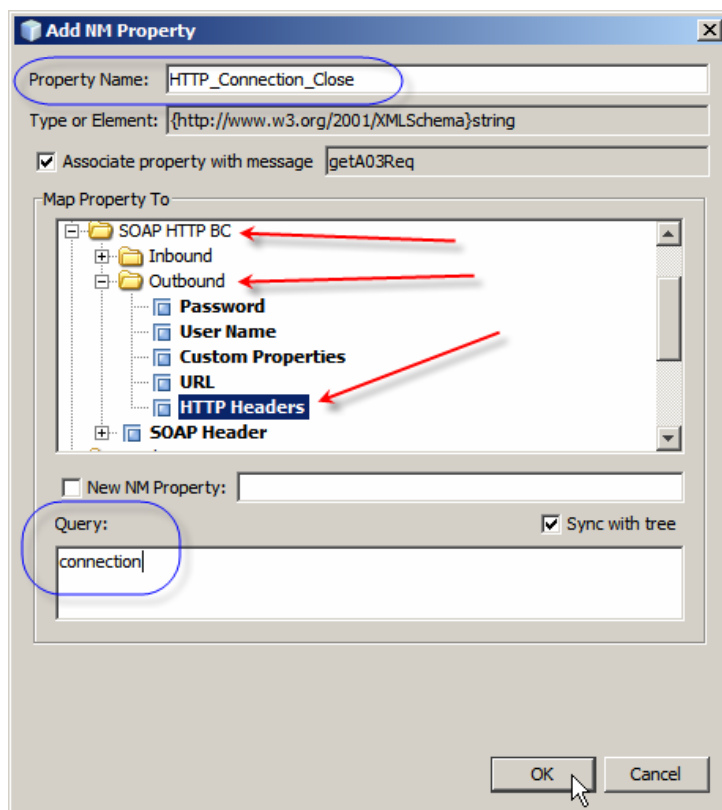 Add NM Property
Property Name: HTTP_Connection_Close
Type or Element: {http://www.w3.org/2001/XMLSchema}string
Associate property with message getA03Req
Map Property To
SOAP HTTP BC
Inbound
Outbound
Password
User Name
Custom Properties
URL
HTTP Headers
SOAP Header
New NM Property:
Query: Sync with tree
connection
OK Cancel